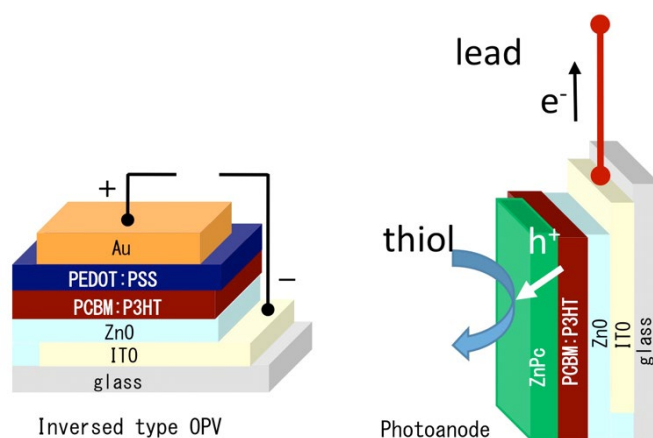 +
Au
PEDOT:PSS
PCBM:P3HT
−
ZnO
ITO
glass
Inversed type OPV
lead
e-
thiol
h+
ZnPc
PCBM:P3HT
ZnO
ITO
glass
Photoanode